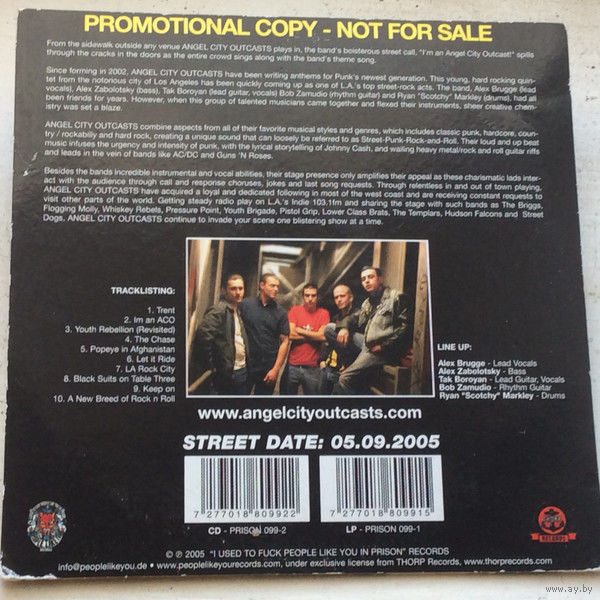 PROMOTIONAL COPY - NOT FOR SALE
From the sidewalk outside any venue ANGEL CITY OUTCASTS plays in, the band's boisterous street call, "I'm an Angel City Outcast!" spills
through the cracks in the doors as the entire crowd sings along with the band's theme song.
Since forming in 2002, ANGEL CITY OUTCASTS have been writing anthems for Punk's newest generation. This young, hard rocking quin-
tet from the notorious city of Los Angeles has been quickly coming up as one of L.A.'s top street-rock acts. The band, Alex Brugge (lead
vocals), Alex Zabolotsky (bass), Tak Boroyan (lead guitar, vocals) Bob Zamudio (rhythm guitar) and Ryan "Scotchy" Markley (drums), had all
been friends for years. However, when this group of talented musicians came together and flexed their instruments, sheer creative chem-
istry was set a blaze.
ANGEL CITY OUTCASTS combine aspects from all of their favorite musical styles and genres, which includes classic punk, hardcore, coun-
try / rockabilly and hard rock, creating a unique sound that can loosely be referred to as Street-Punk-Rock-and-Roll. Their loud and up beat
music infuses the urgency and intensity of punk, with the lyrical storytelling of Johnny Cash, and wailing heavy metal/rock and roll guitar riffs
and leads in the vein of bands like AC/DC and Guns 'N Roses.
Besides the bands incredible instrumental and vocal abilities, their stage presence only amplifies their appeal as these charismatic lads inter-
act with the audience through call and response choruses, jokes and last song requests. Through relentless in and out of town playing,
ANGEL CITY OUTCASTS have acquired a loyal and dedicated following in most of the west coast and are receiving constant requests to
visit other parts of the world. Getting steady radio play on L.A.'s Indie 103.1fm and sharing the stage with such bands as The Briggs,
Flogging Molly, Whiskey Rebels, Pressure Point, Youth Brigade, Pistol Grip, Lower Class Brats, The Templars, Hudson Falcons and Street
Dogs, ANGEL CITY OUTCASTS continue to invade your scene one blistering show at a time.
TRACKLISTING:
1. Trent
2. Im an ACO
3. Youth Rebellion (Revisited)
4. The Chase
5. Popeye in Afghanistan
6. Let it Ride
7. LA Rock City
8. Black Suits on Table Three
9. Keep on
10. A New Breed of Rock n Roll
LINE UP:
Alex Brugge - Lead Vocals
Alex Zabolotsky - Bass
Tak Boroyan - Lead Guitar, Vocals
Bob Zamudio - Rhythm Guitar
Ryan "Scotchy" Markley - Drums
www.angelcityoutcasts.com
STREET DATE: 05.09.2005
7 277018 809922
7 277018 809915
CD - PRISON 099-2
LP - PRISON 099-1
RECORDS
© ℗ 2005 "I USED TO FUCK PEOPLE LIKE YOU IN PRISON" RECORDS
info@peoplelikeyou.de • www.peoplelikeyourecords.com, under exclusive license from THORP Records, www.thorprecords.com
www.ay.by